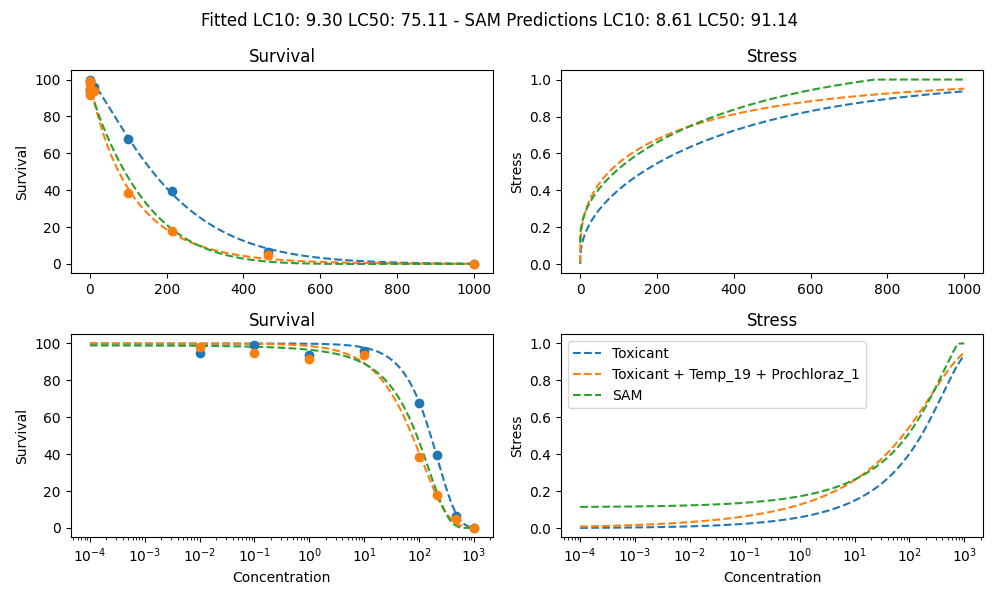 Fitted LC10: 9.30 LC50: 75.11 - SAM Predictions LC10: 8.61 LC50: 91.14
Survival
Survival
100
80
60
40
20
0
0 200 400 600 800 1000
Stress
Stress
1.0
0.8
0.6
0.4
0.2
0.0
0 200 400 600 800 1000
Survival
Survival
100
80
60
40
20
0
10⁻⁴ 10⁻³ 10⁻² 10⁻¹ 10⁰ 10¹ 10² 10³
Concentration
Stress
Stress
1.0
0.8
0.6
0.4
0.2
0.0
Toxicant
Toxicant + Temp_19 + Prochloraz_1
SAM
10⁻⁴ 10⁻³ 10⁻² 10⁻¹ 10⁰ 10¹ 10² 10³
Concentration